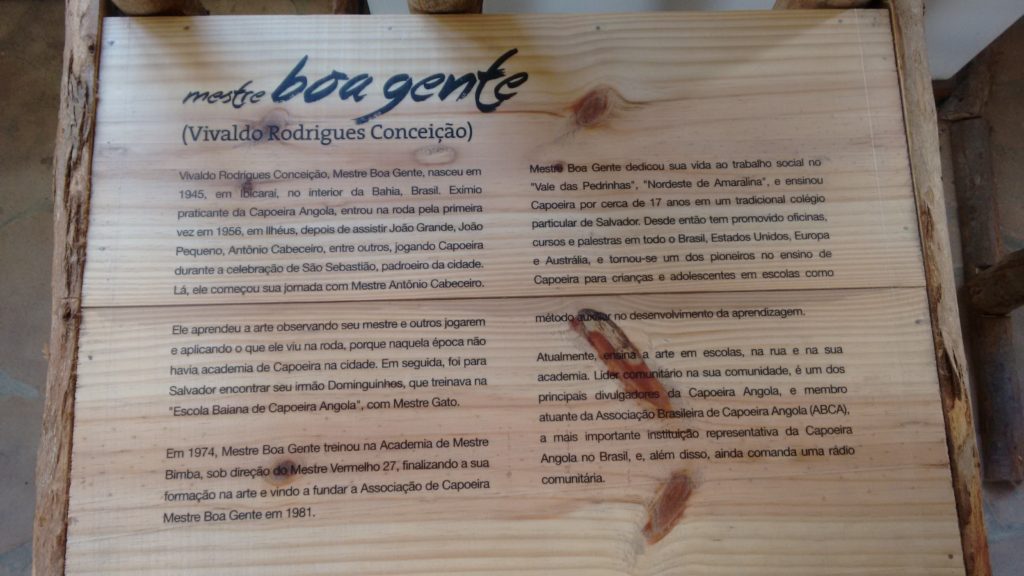 mestre boa gente
(Vivaldo Rodrigues Conceição)
Vivaldo Rodrigues Conceição, Mestre Boa Gente, nasceu em
1945, em Ibicaraí, no interior da Bahia, Brasil. Exímio
praticante da Capoeira Angola, entrou na roda pela primeira
vez em 1956, em Ilhéus, depois de assistir João Grande, João
Pequeno, Antônio Cabeceiro, entre outros, jogando Capoeira
durante a celebração de São Sebastião, padroeiro da cidade.
Lá, ele começou sua jornada com Mestre Antônio Cabeceiro.
Ele aprendeu a arte observando seu mestre e outros jogarem
e aplicando o que ele viu na roda, porque naquela época não
havia academia de Capoeira na cidade. Em seguida, foi para
Salvador encontrar seu irmão Dominguinhos, que treinava na
"Escola Baiana de Capoeira Angola", com Mestre Gato.
Em 1974, Mestre Boa Gente treinou na Academia de Mestre
Bimba, sob direção do Mestre Vermelho 27, finalizando a sua
formação na arte e vindo a fundar a Associação de Capoeira
Mestre Boa Gente em 1981.
Mestre Boa Gente dedicou sua vida ao trabalho social no
"Vale das Pedrinhas", "Nordeste de Amaralina", e ensinou
Capoeira por cerca de 17 anos em um tradicional colégio
particular de Salvador. Desde então tem promovido oficinas,
cursos e palestras em todo o Brasil, Estados Unidos, Europa
e Austrália, e tornou-se um dos pioneiros no ensino de
Capoeira para crianças e adolescentes em escolas como
método auxiliar no desenvolvimento da aprendizagem.
Atualmente, ensina a arte em escolas, na rua e na sua
academia. Líder comunitário na sua comunidade, é um dos
principais divulgadores da Capoeira Angola, e membro
atuante da Associação Brasileira de Capoeira Angola (ABCA),
a mais importante instituição representativa da Capoeira
Angola no Brasil, e, além disso, ainda comanda uma rádio
comunitária.